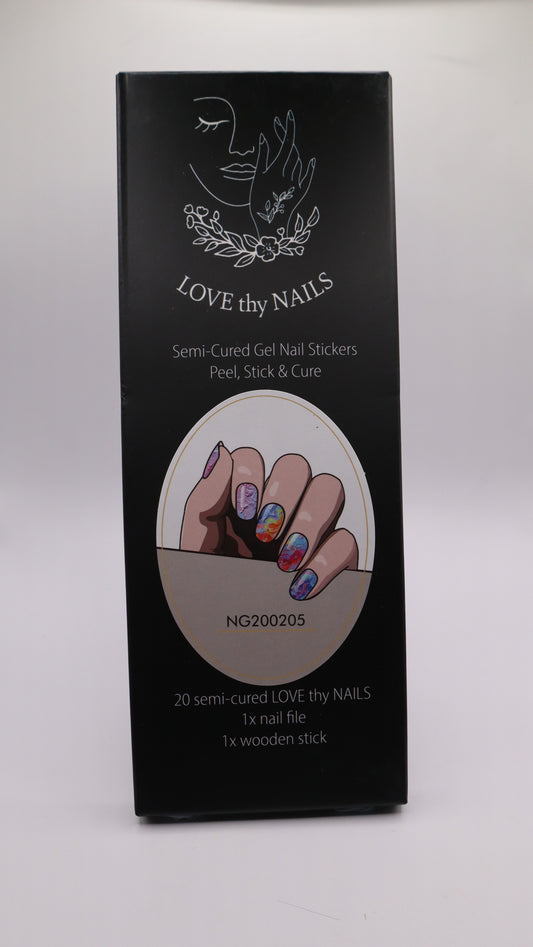 LOVE thy NAILS
Semi-Cured Gel Nail Stickers
Peel, Stick & Cure
NG200205
20 semi-cured LOVE thy NAILS
1x nail file
1x wooden stick